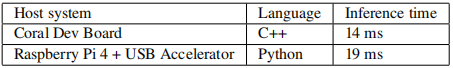 Host system Language Inference time
Coral Dev Board C++ 14 ms
Raspberry Pi 4 + USB Accelerator Python 19 ms